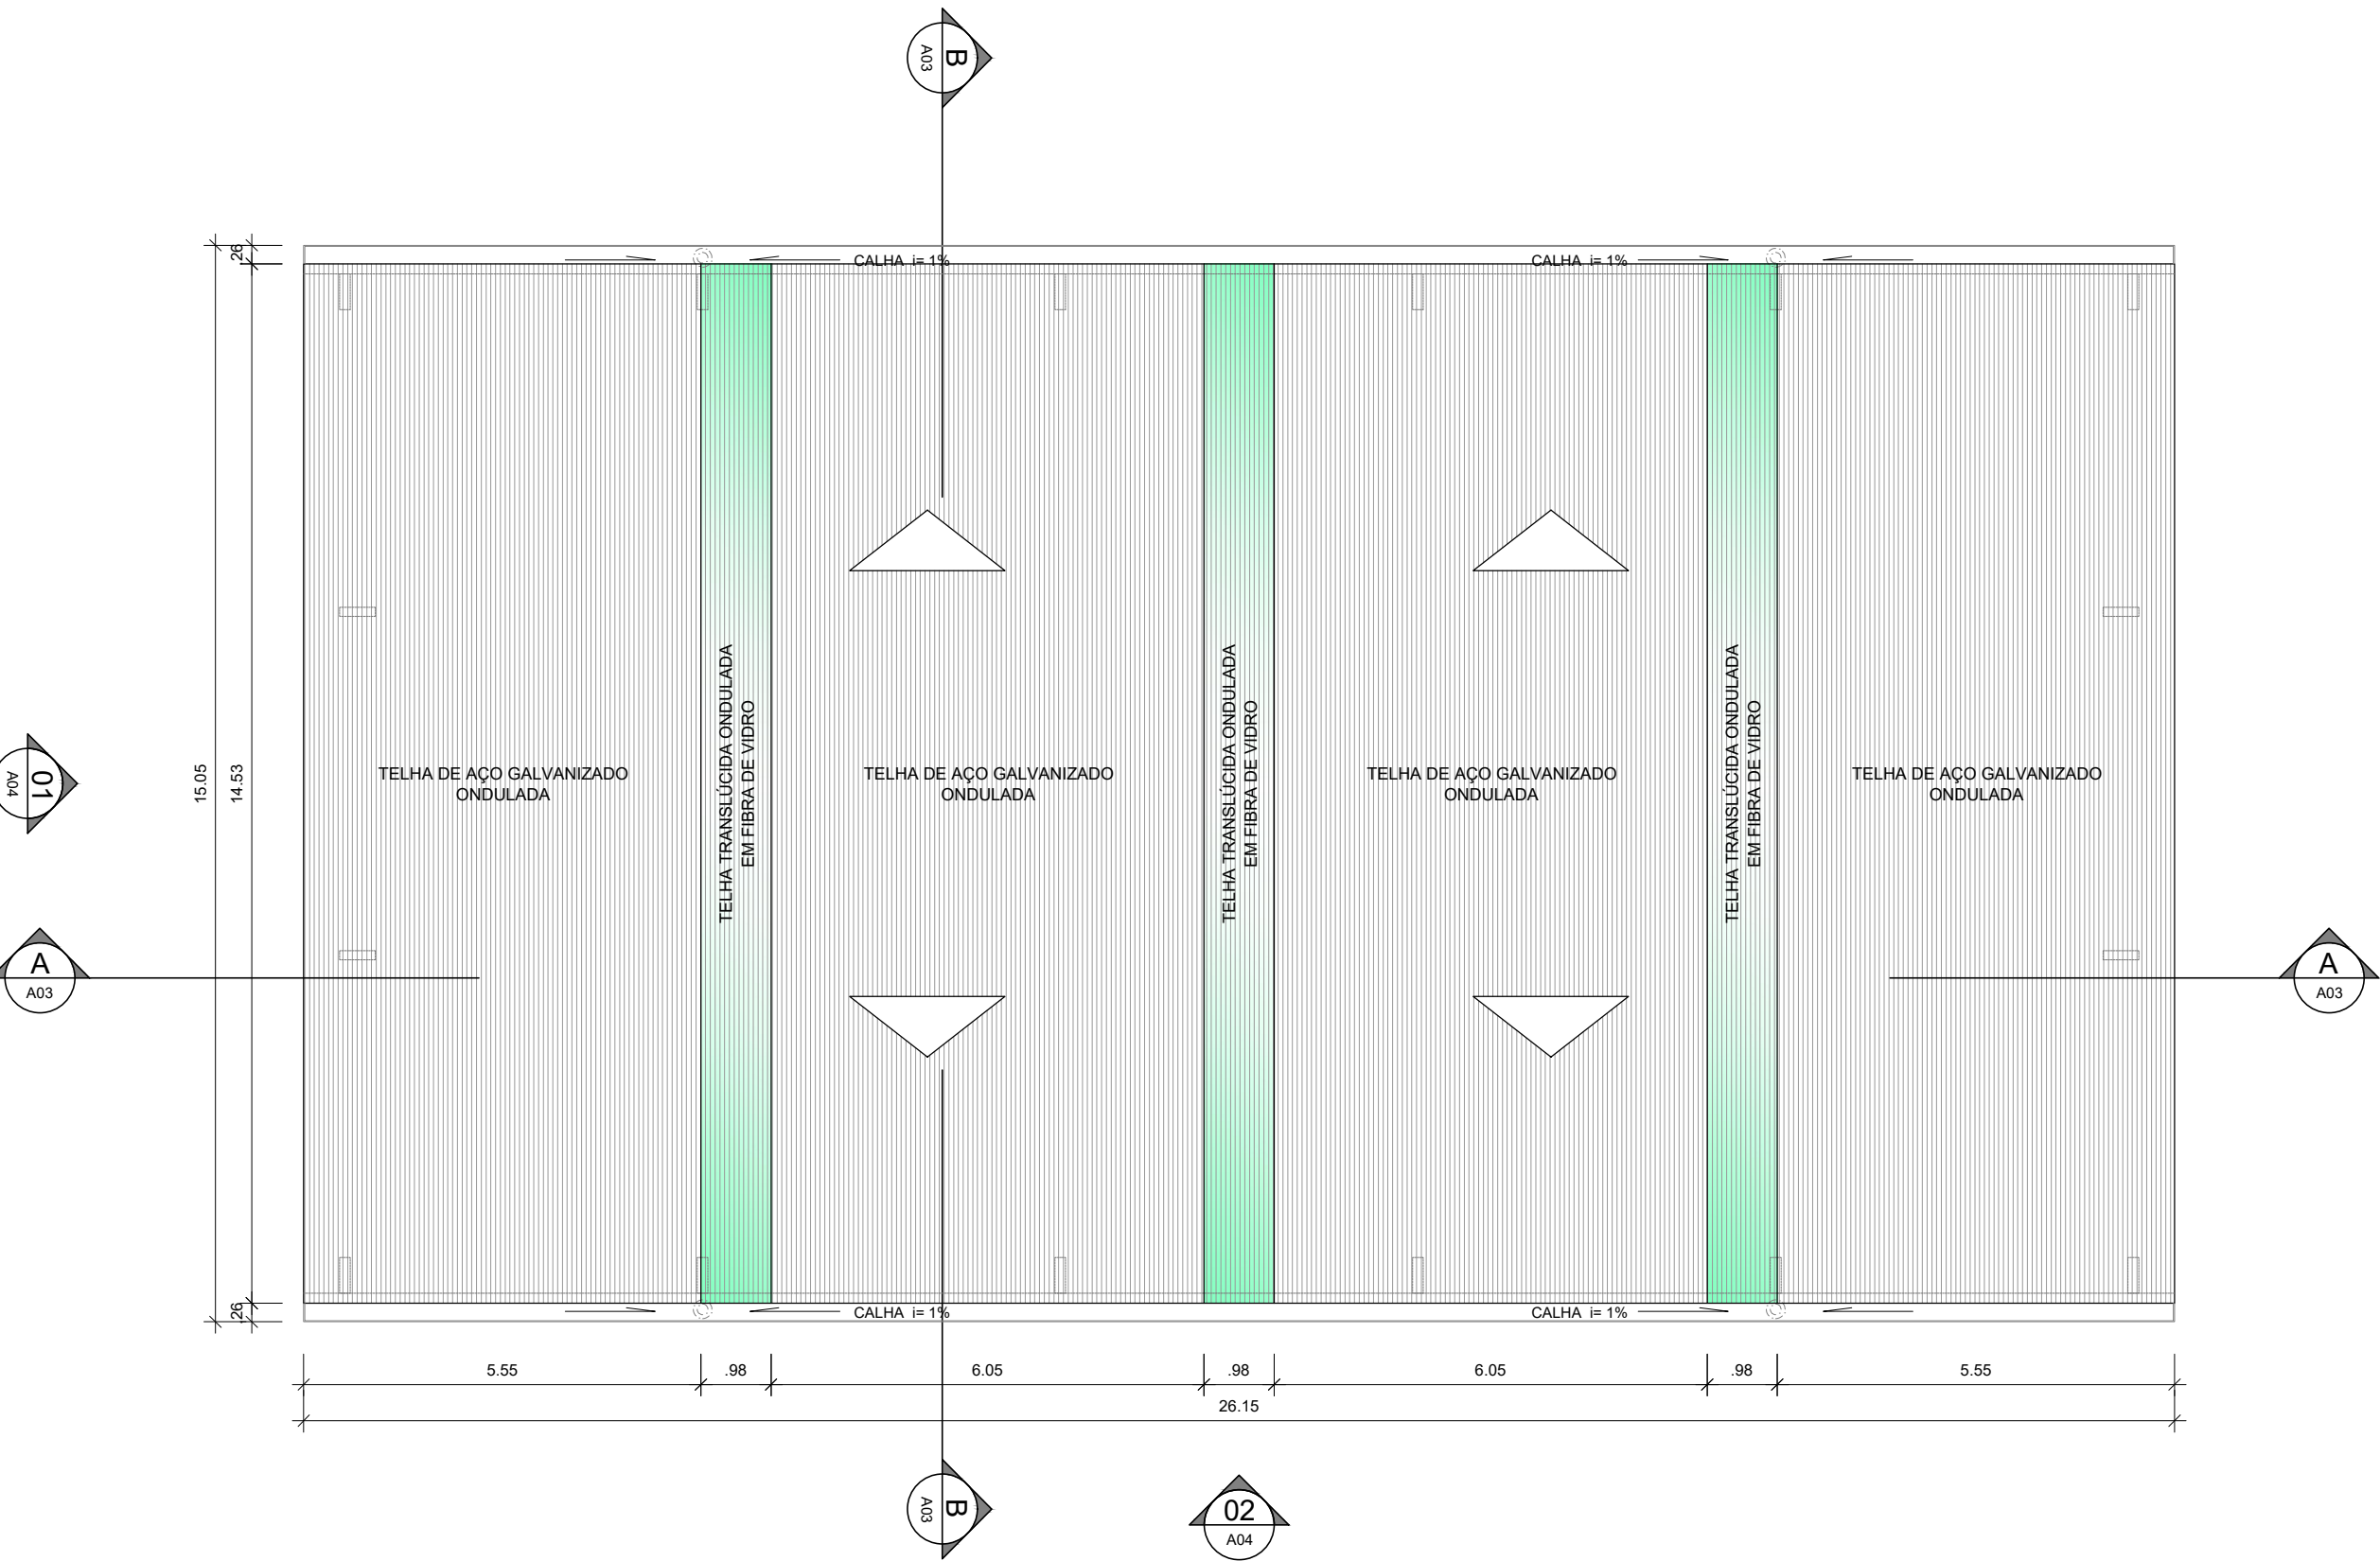 B
A03
.26
CALHA i= 1%
CALHA i= 1%
15.05
14.53
01
A04
TELHA DE AÇO GALVANIZADO
ONDULADA
TELHA TRANSLÚCIDA ONDULADA
EM FIBRA DE VIDRO
TELHA DE AÇO GALVANIZADO
ONDULADA
TELHA TRANSLÚCIDA ONDULADA
EM FIBRA DE VIDRO
TELHA DE AÇO GALVANIZADO
ONDULADA
TELHA TRANSLÚCIDA ONDULADA
EM FIBRA DE VIDRO
TELHA DE AÇO GALVANIZADO
ONDULADA
A
A03
A
A03
.26
CALHA i= 1%
CALHA i= 1%
5.55
.98
6.05
.98
6.05
.98
5.55
26.15
B
A03
02
A04